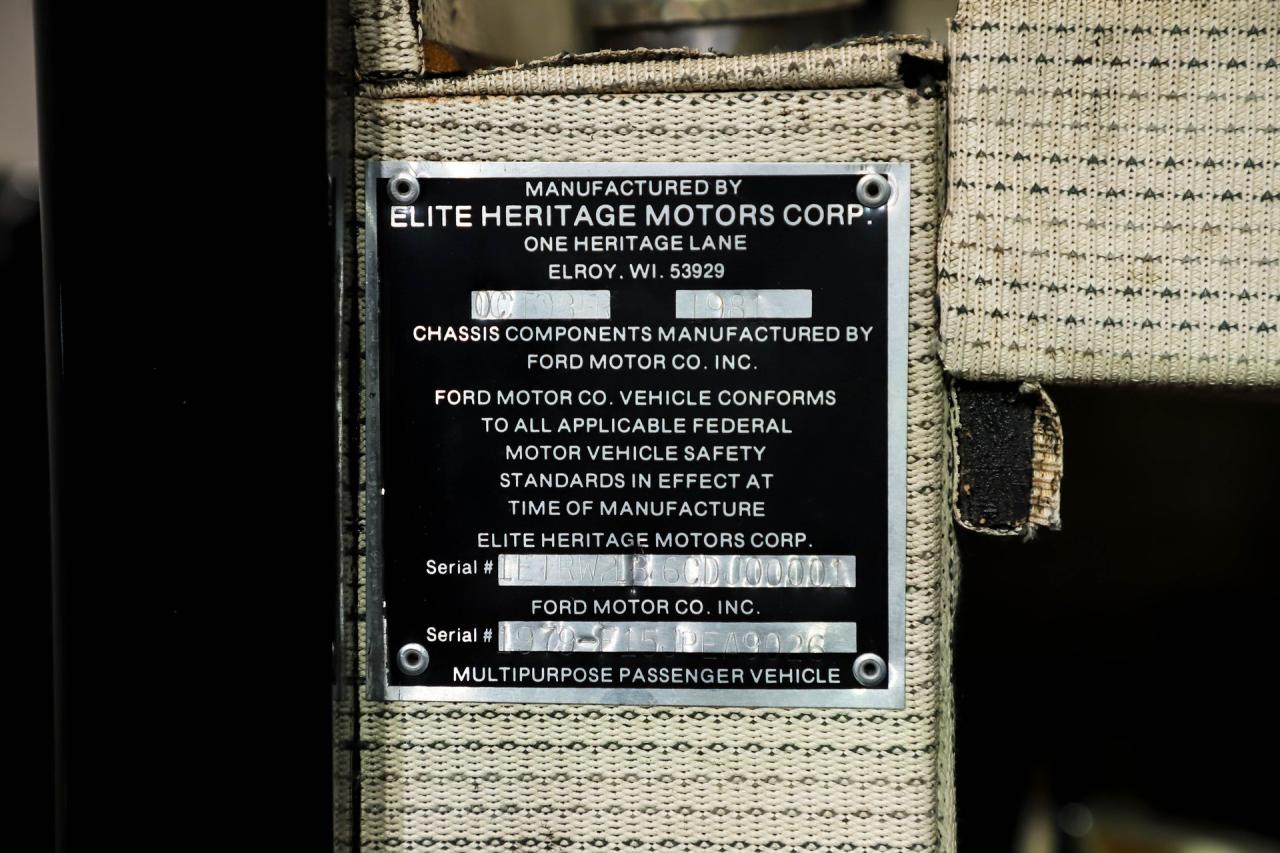 MANUFACTURED BY
ELITE HERITAGE MOTORS CORP.
ONE HERITAGE LANE
ELROY. WI. 53929
1981
CHASSIS COMPONENTS MANUFACTURED BY
FORD MOTOR CO. INC.
FORD MOTOR CO. VEHICLE CONFORMS
TO ALL APPLICABLE FEDERAL
MOTOR VEHICLE SAFETY
STANDARDS IN EFFECT AT
TIME OF MANUFACTURE
ELITE HERITAGE MOTORS CORP.
Serial #
FORD MOTOR CO. INC.
Serial #
MULTIPURPOSE PASSENGER VEHICLE